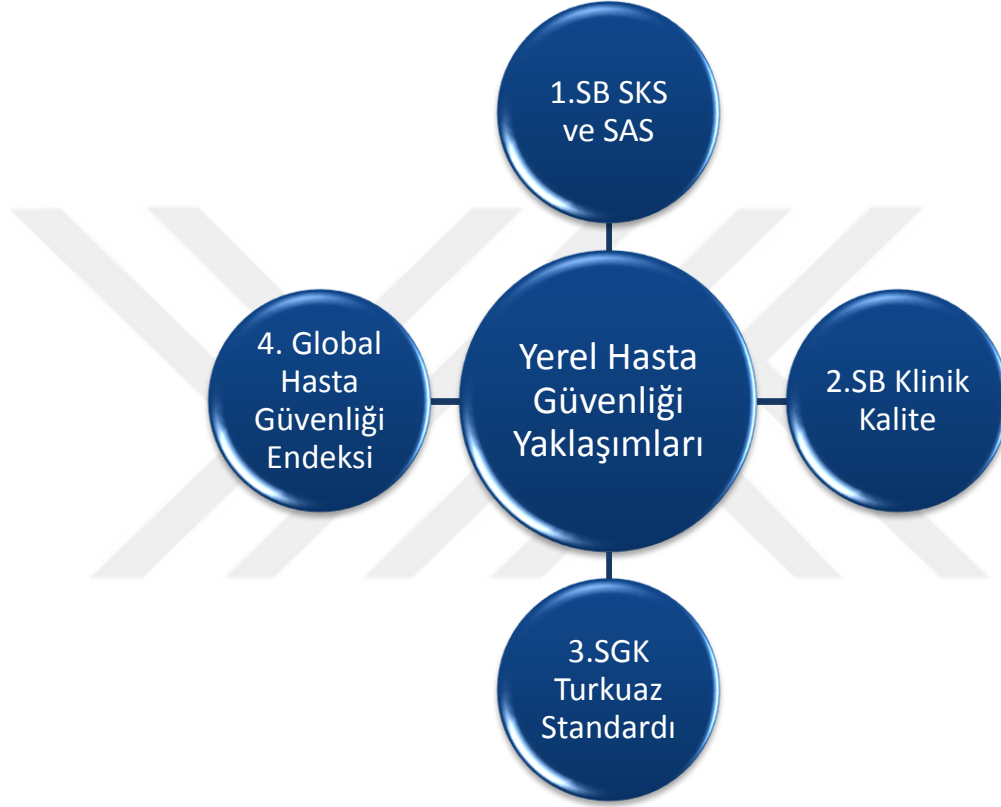 1.SB SKS
ve SAS
4. Global
Hasta
Güvenliği
Endeksi
Yerel Hasta
Güvenliği
Yaklaşımları
2.SB Klinik
Kalite
3.SGK
Turkuaz
Standardı